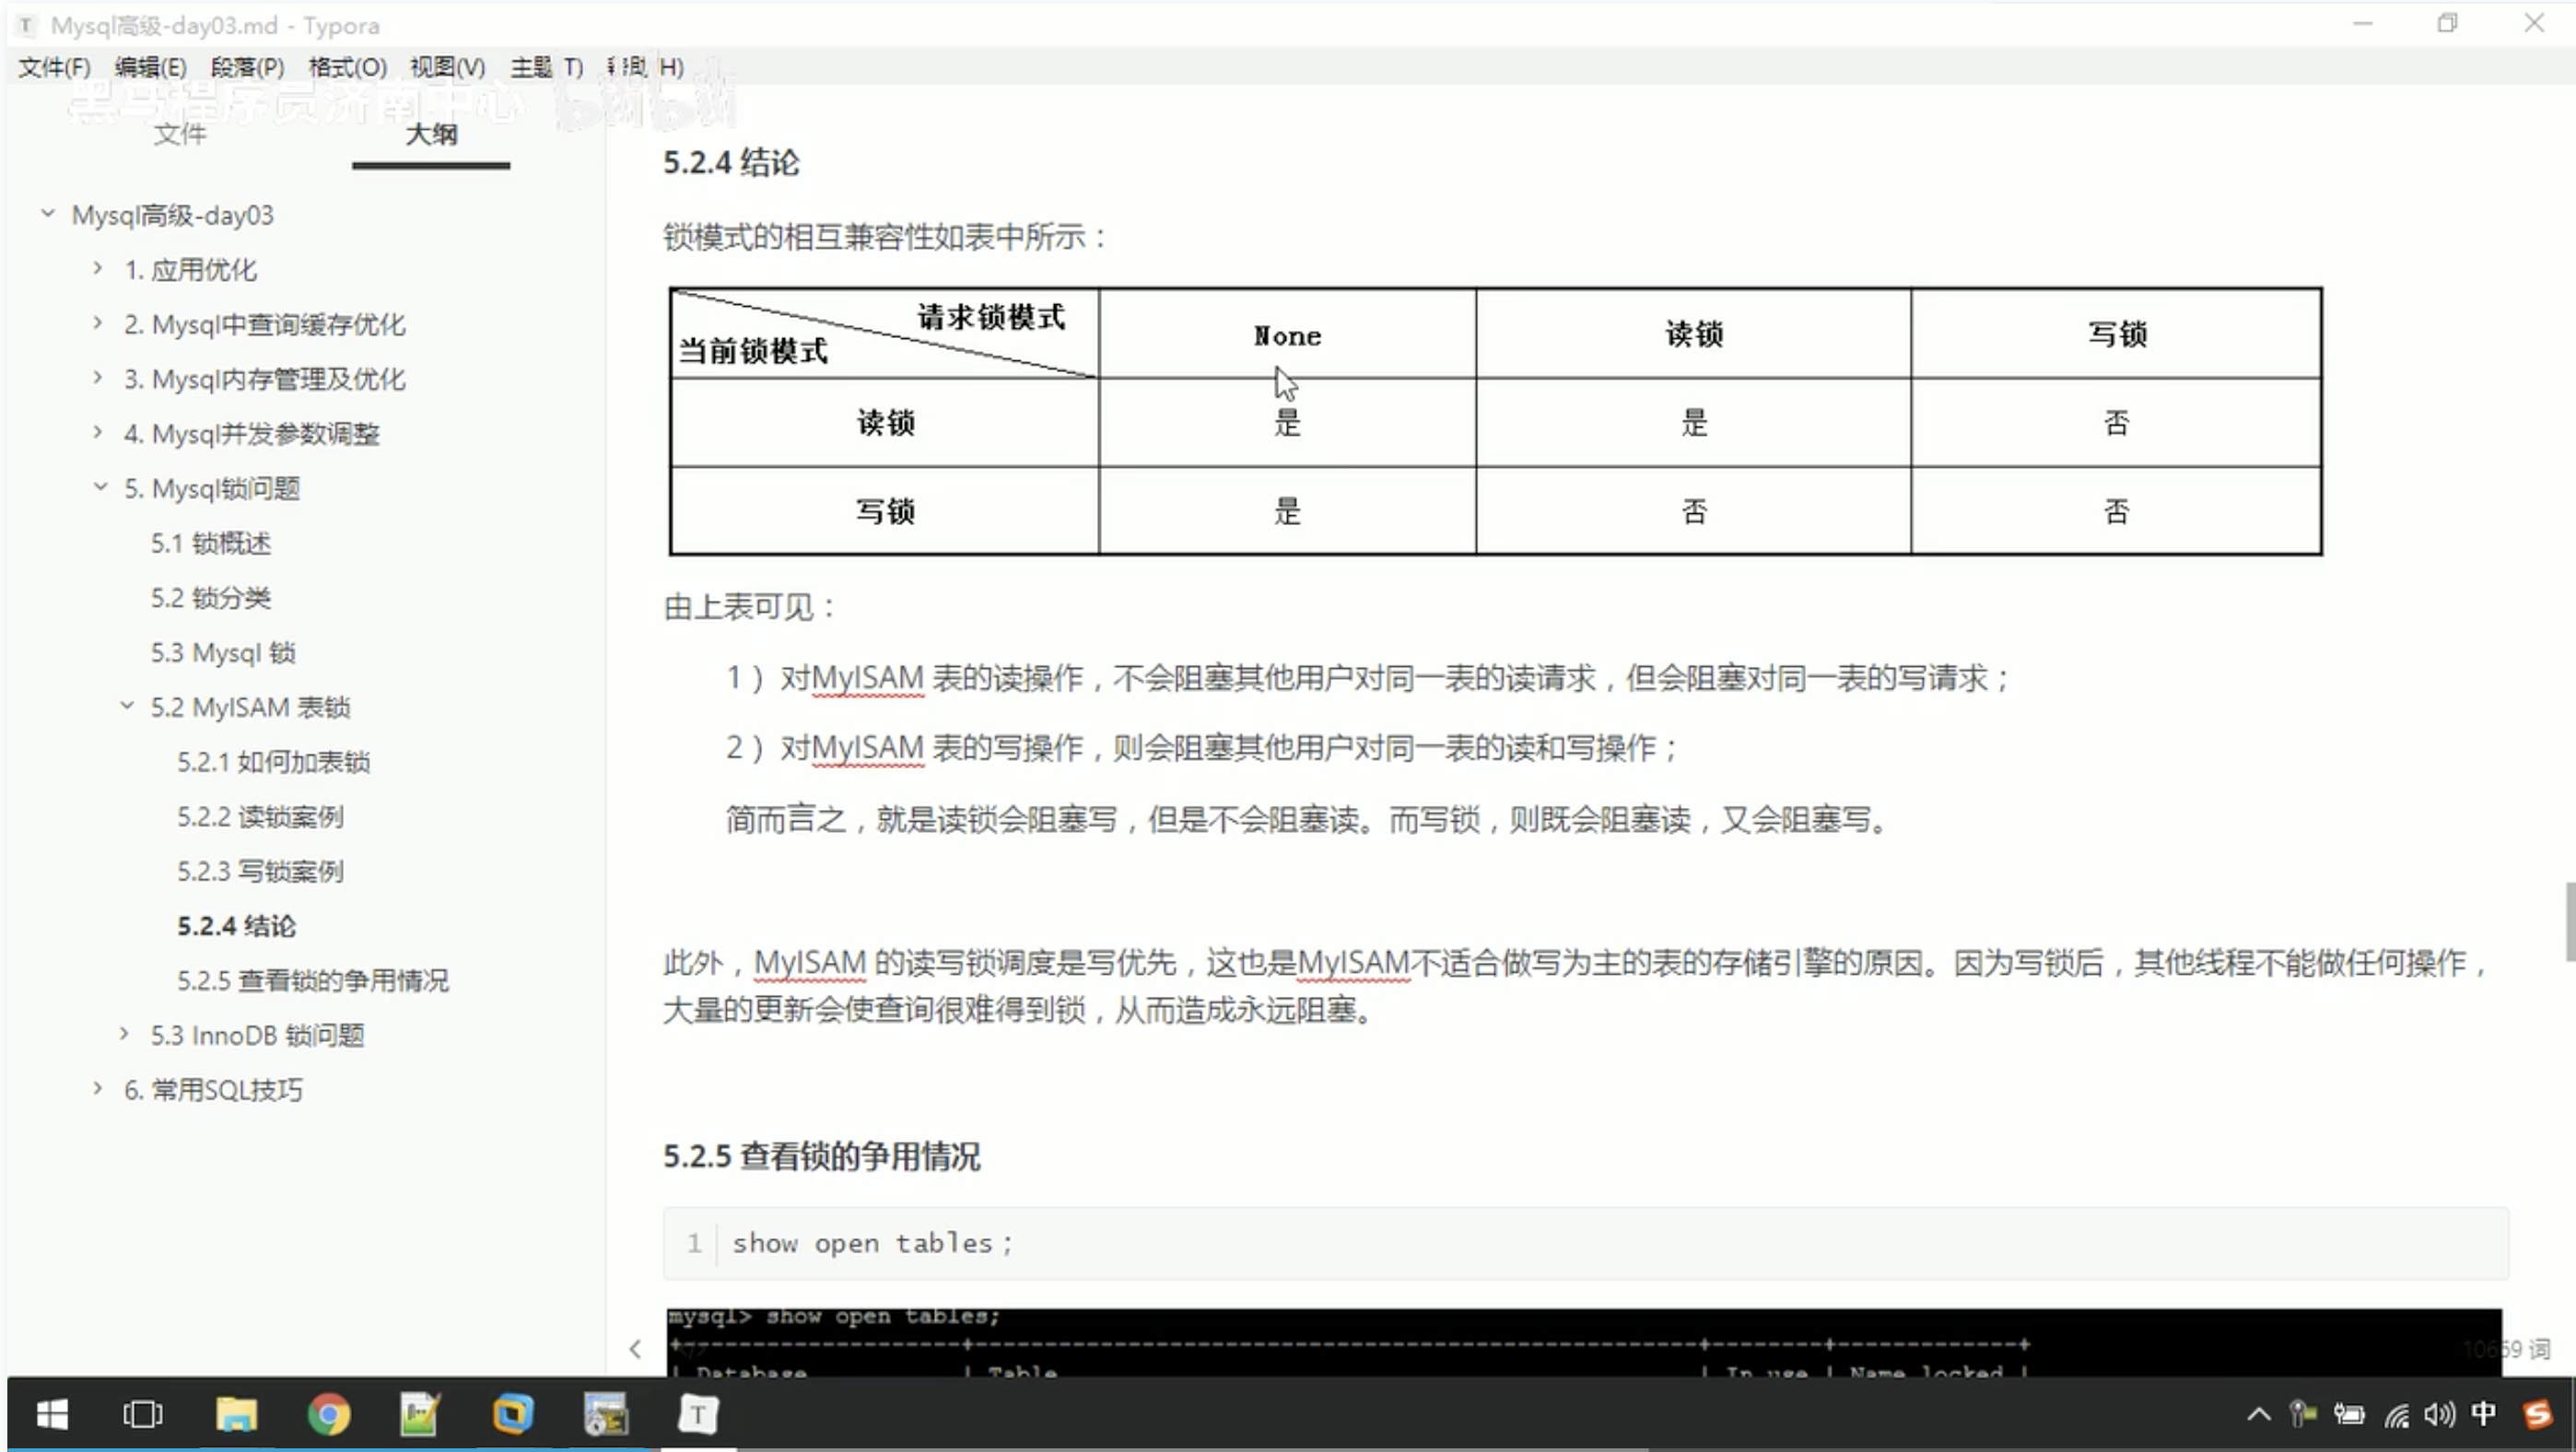 Mysql高级-day03.md - Typora
文件(F) 编辑(E) 段落(P) 格式(O) 视图(V) 主题 T) 帮助 H)
黑马程序员济南中心 bilibili
文件 大纲
Mysql高级-day03
1. 应用优化
2. Mysql中查询缓存优化
3. Mysql内存管理及优化
4. Mysql并发参数调整
5. Mysql锁问题
5.1 锁概述
5.2 锁分类
5.3 Mysql 锁
5.2 MyISAM 表锁
5.2.1 如何加表锁
5.2.2 读锁案例
5.2.3 写锁案例
5.2.4 结论
5.2.5 查看锁的争用情况
5.3 InnoDB 锁问题
6. 常用SQL技巧
5.2.4 结论
锁模式的相互兼容性如表中所示：
请求锁模式
当前锁模式
None 读锁 写锁
读锁 是 是 否
写锁 是 否 否
由上表可见：
1）对MyISAM 表的读操作，不会阻塞其他用户对同一表的读请求，但会阻塞对同一表的写请求；
2）对MyISAM 表的写操作，则会阻塞其他用户对同一表的读和写操作；
简而言之，就是读锁会阻塞写，但是不会阻塞读。而写锁，则既会阻塞读，又会阻塞写。
此外，MyISAM 的读写锁调度是写优先，这也是MyISAM不适合做写为主的表的存储引擎的原因。因为写锁后，其他线程不能做任何操作，
大量的更新会使查询很难得到锁，从而造成永远阻塞。
5.2.5 查看锁的争用情况
1 show open tables；
mysql> show open tables;
| Database | Table | In_use | Name_locked |
10659 词
中